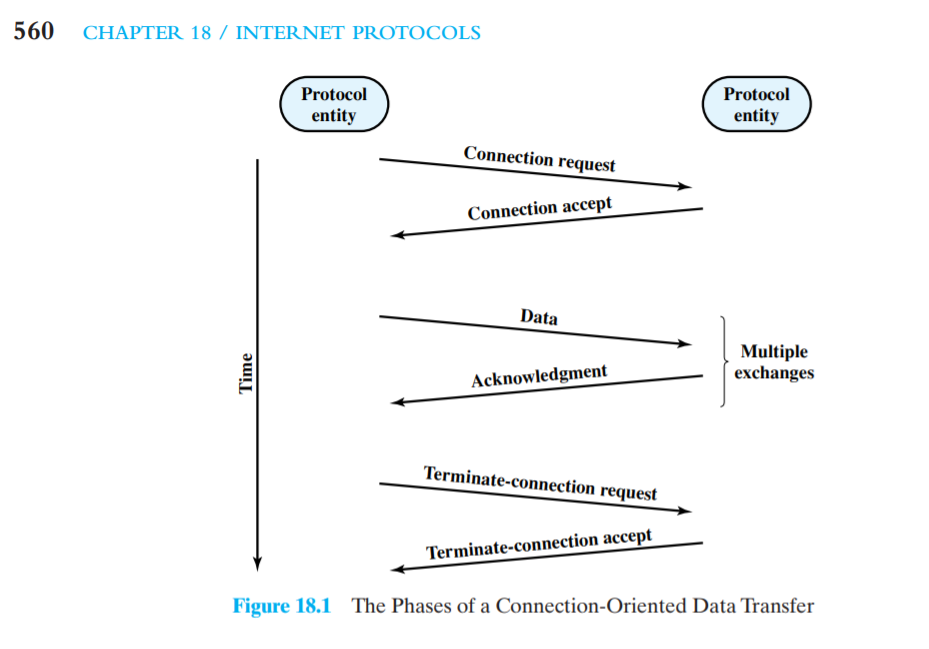 560 CHAPTER 18 / INTERNET PROTOCOLS
Protocol
entity
Protocol
entity
Connection request
Connection accept
Data
Acknowledgment
Multiple
exchanges
Time
Terminate-connection request
Terminate-connection accept
Figure 18.1 The Phases of a Connection-Oriented Data Transfer